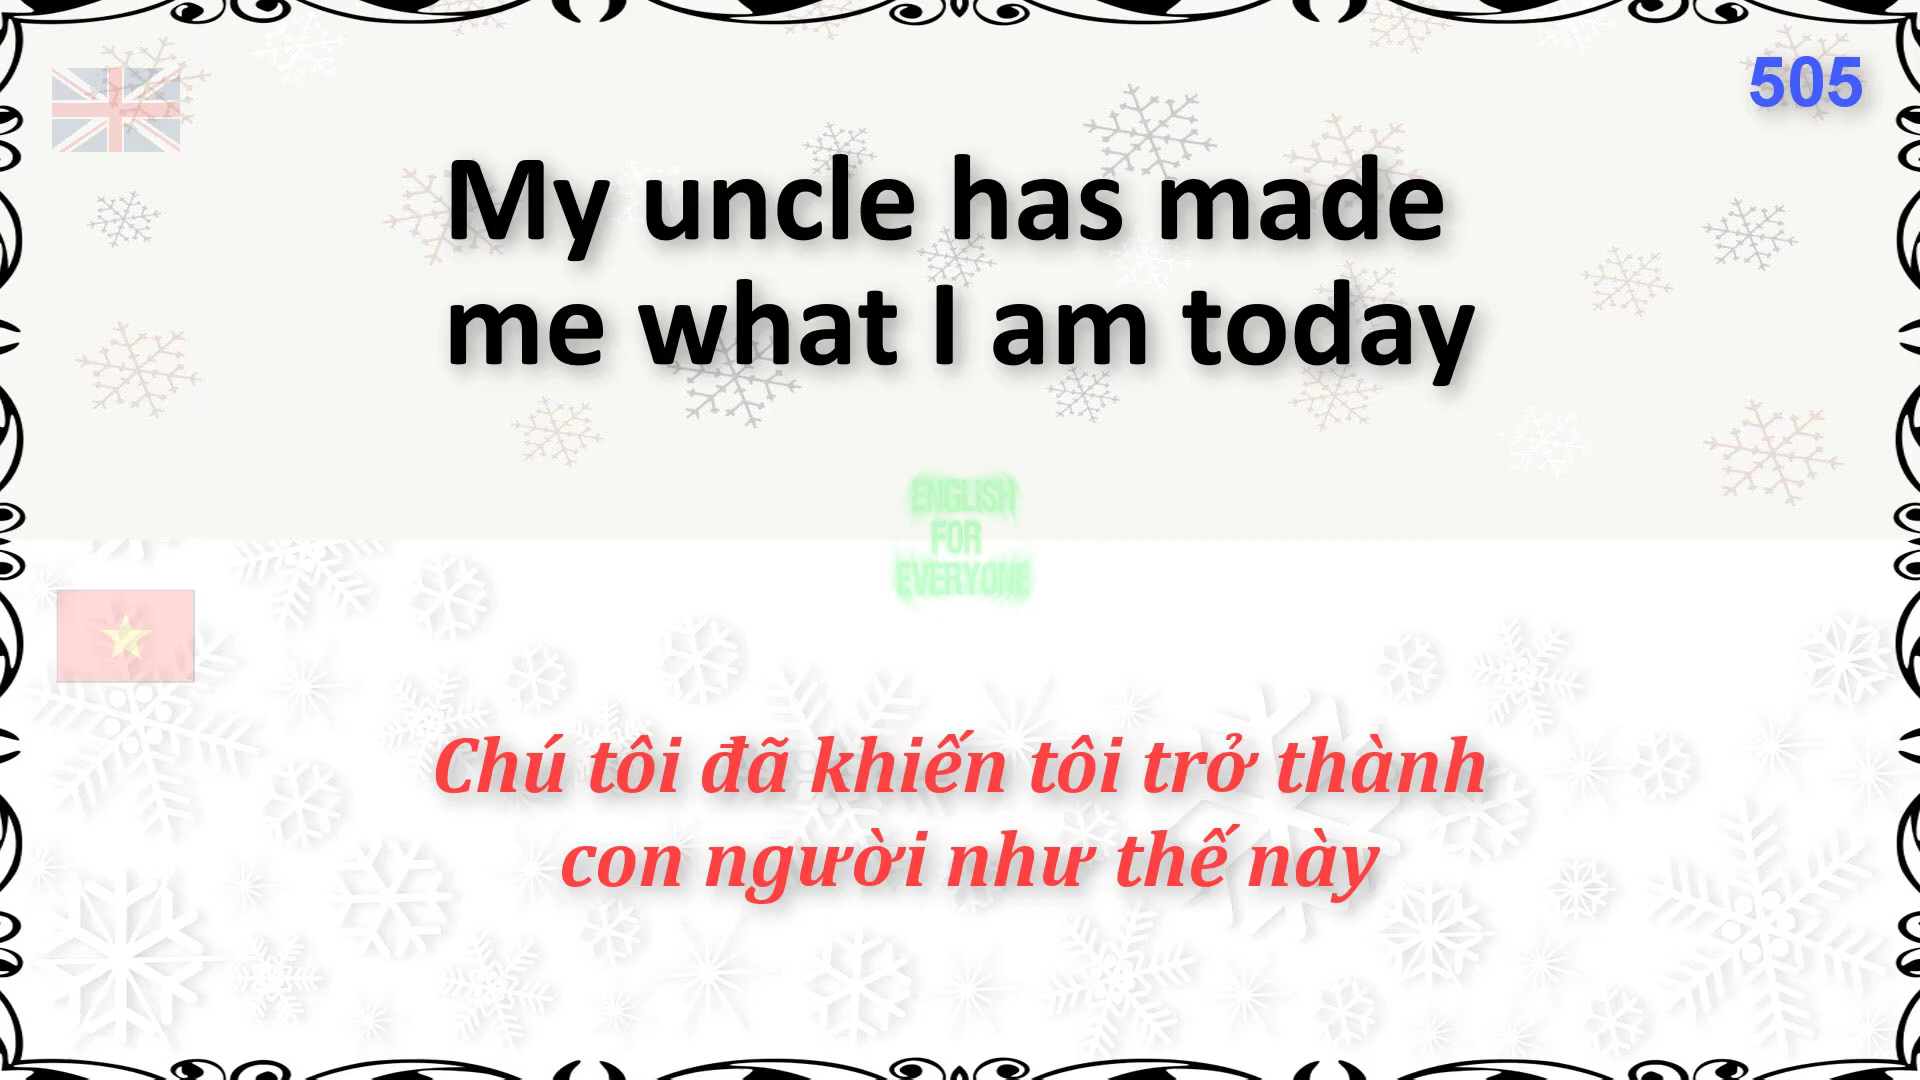 505
My uncle has made
me what I am today
ENGLISH
FOR
EVERYONE
Chú tôi đã khiến tôi trở thành
con người như thế này